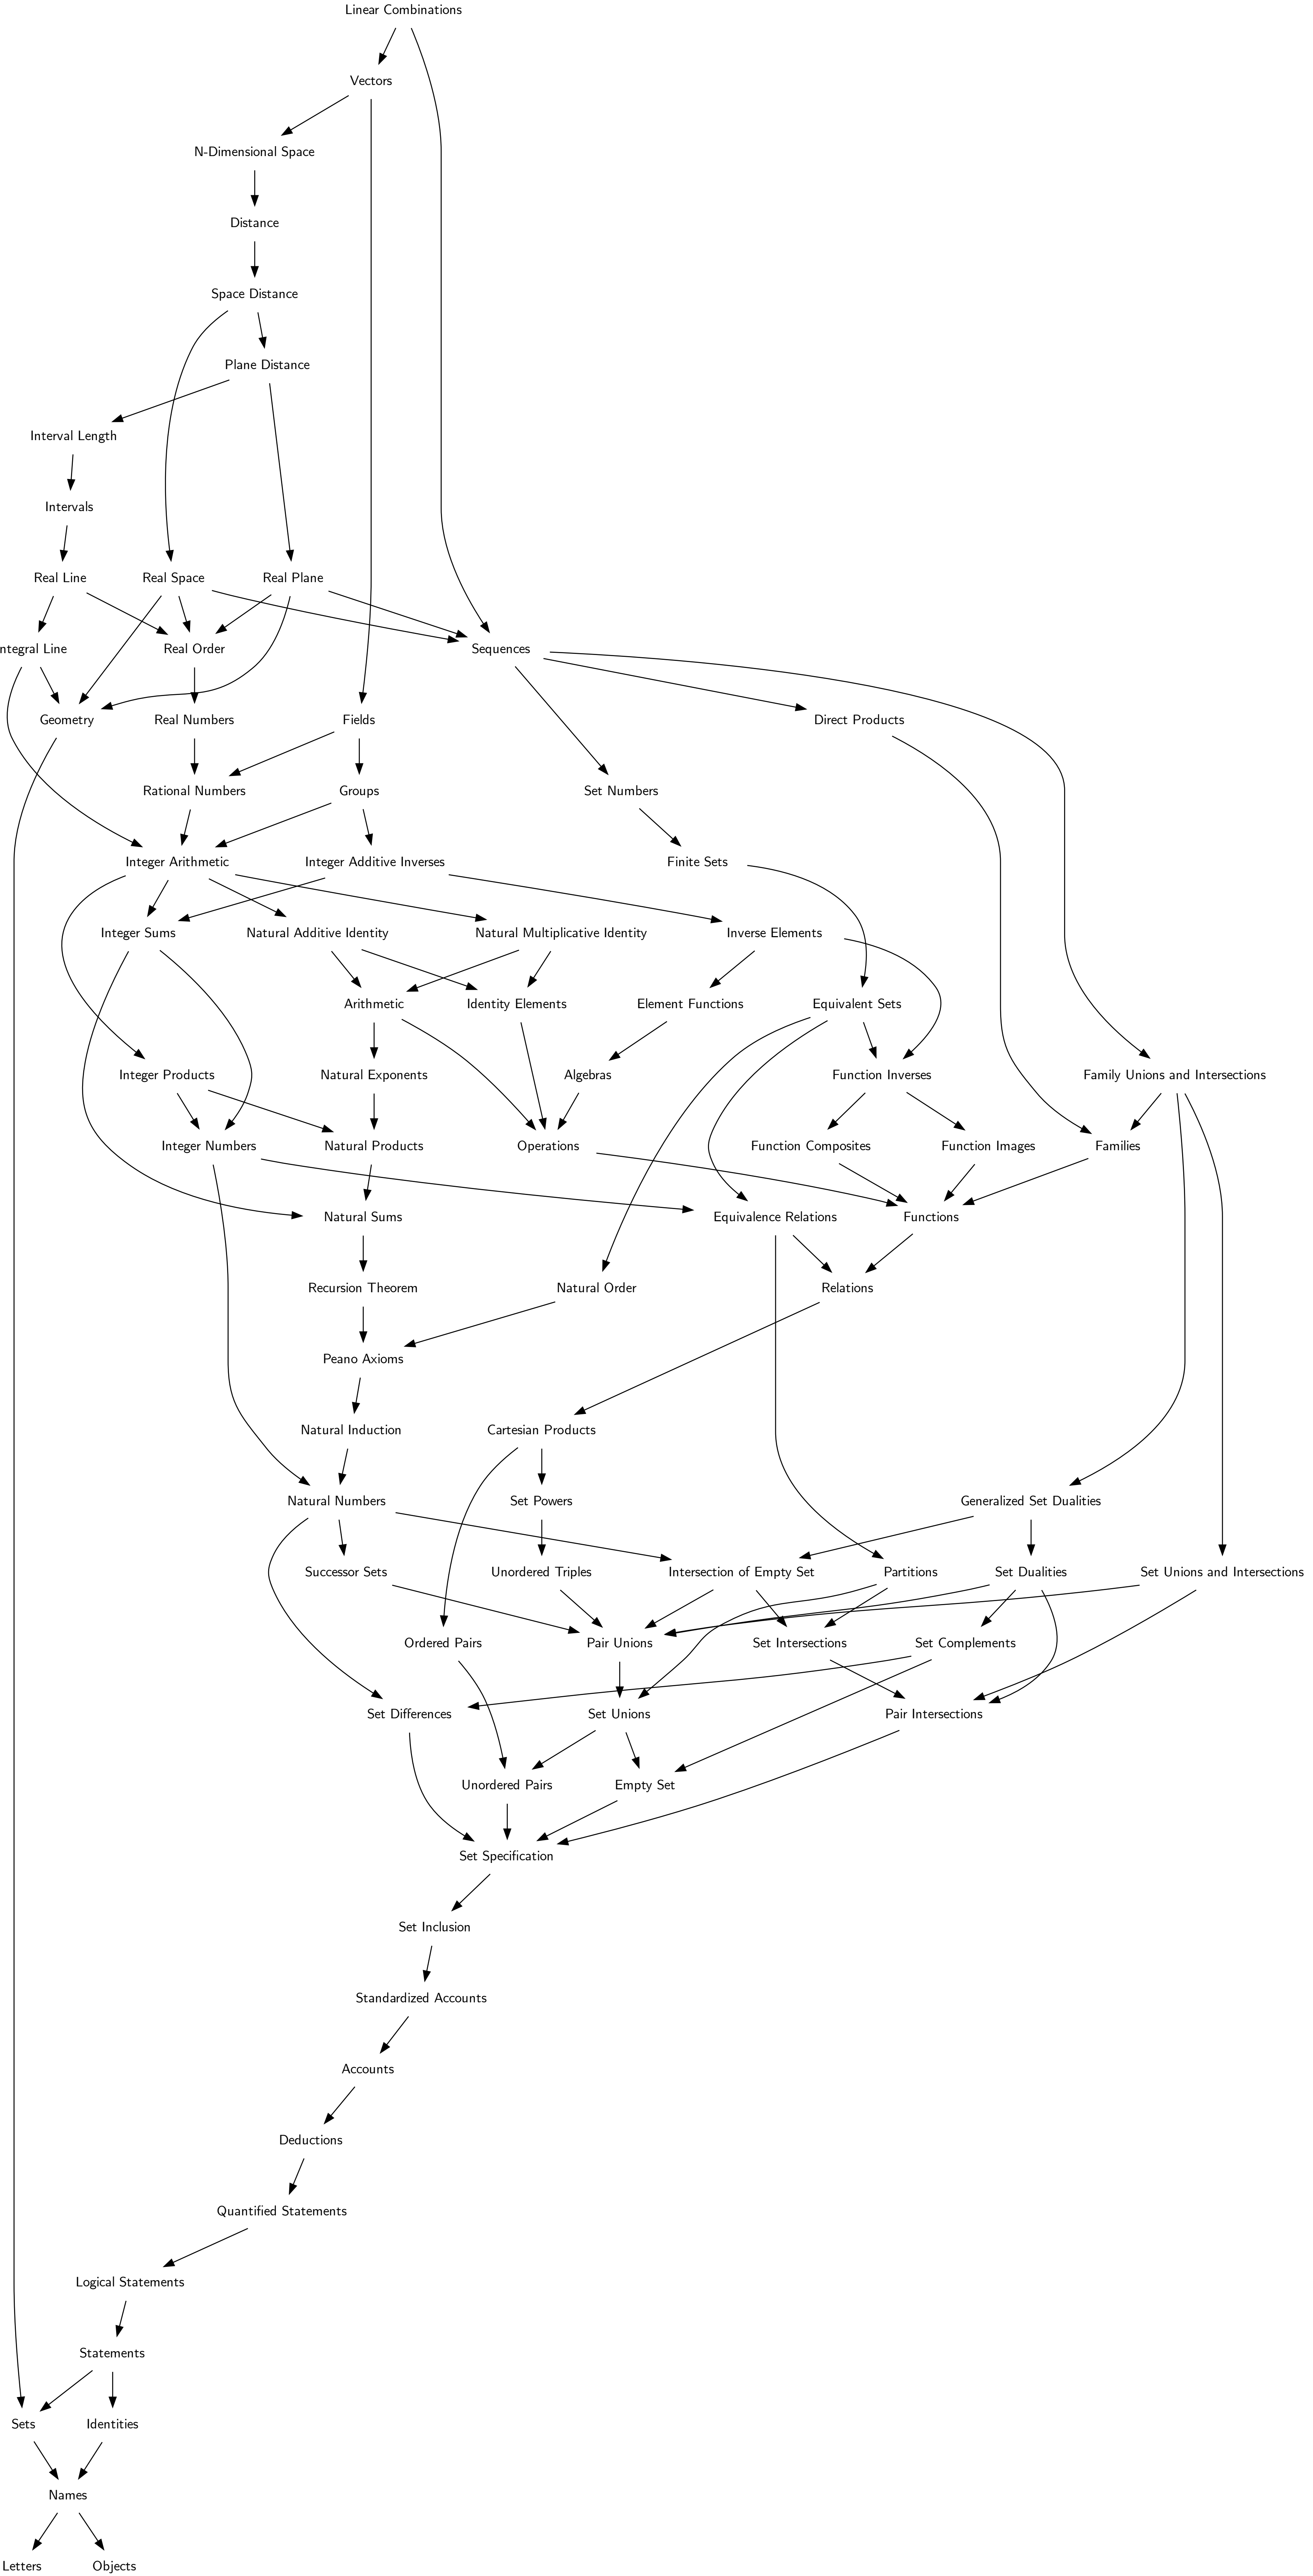 Linear Combinations
Vectors
N-Dimensional Space
Distance
Space Distance
Plane Distance
Interval Length
Intervals
Real Line Real Space Real Plane
ntegral Line Real Order Sequences
Geometry Real Numbers Fields Direct Products
Rational Numbers Groups Set Numbers
Integer Arithmetic Integer Additive Inverses Finite Sets
Integer Sums Natural Additive Identity Natural Multiplicative Identity Inverse Elements
Arithmetic Identity Elements Element Functions Equivalent Sets
Integer Products Natural Exponents Algebras Function Inverses Family Unions and Intersections
Integer Numbers Natural Products Operations Function Composites Function Images Families
Natural Sums Equivalence Relations Functions
Recursion Theorem Natural Order Relations
Peano Axioms
Natural Induction Cartesian Products
Natural Numbers Set Powers Generalized Set Dualities
Successor Sets Unordered Triples Intersection of Empty Set Partitions Set Dualities Set Unions and Intersections
Ordered Pairs Pair Unions Set Intersections Set Complements
Set Differences Set Unions Pair Intersections
Unordered Pairs Empty Set
Set Specification
Set Inclusion
Standardized Accounts
Accounts
Deductions
Quantified Statements
Logical Statements
Statements
Sets Identities
Names
Letters Objects